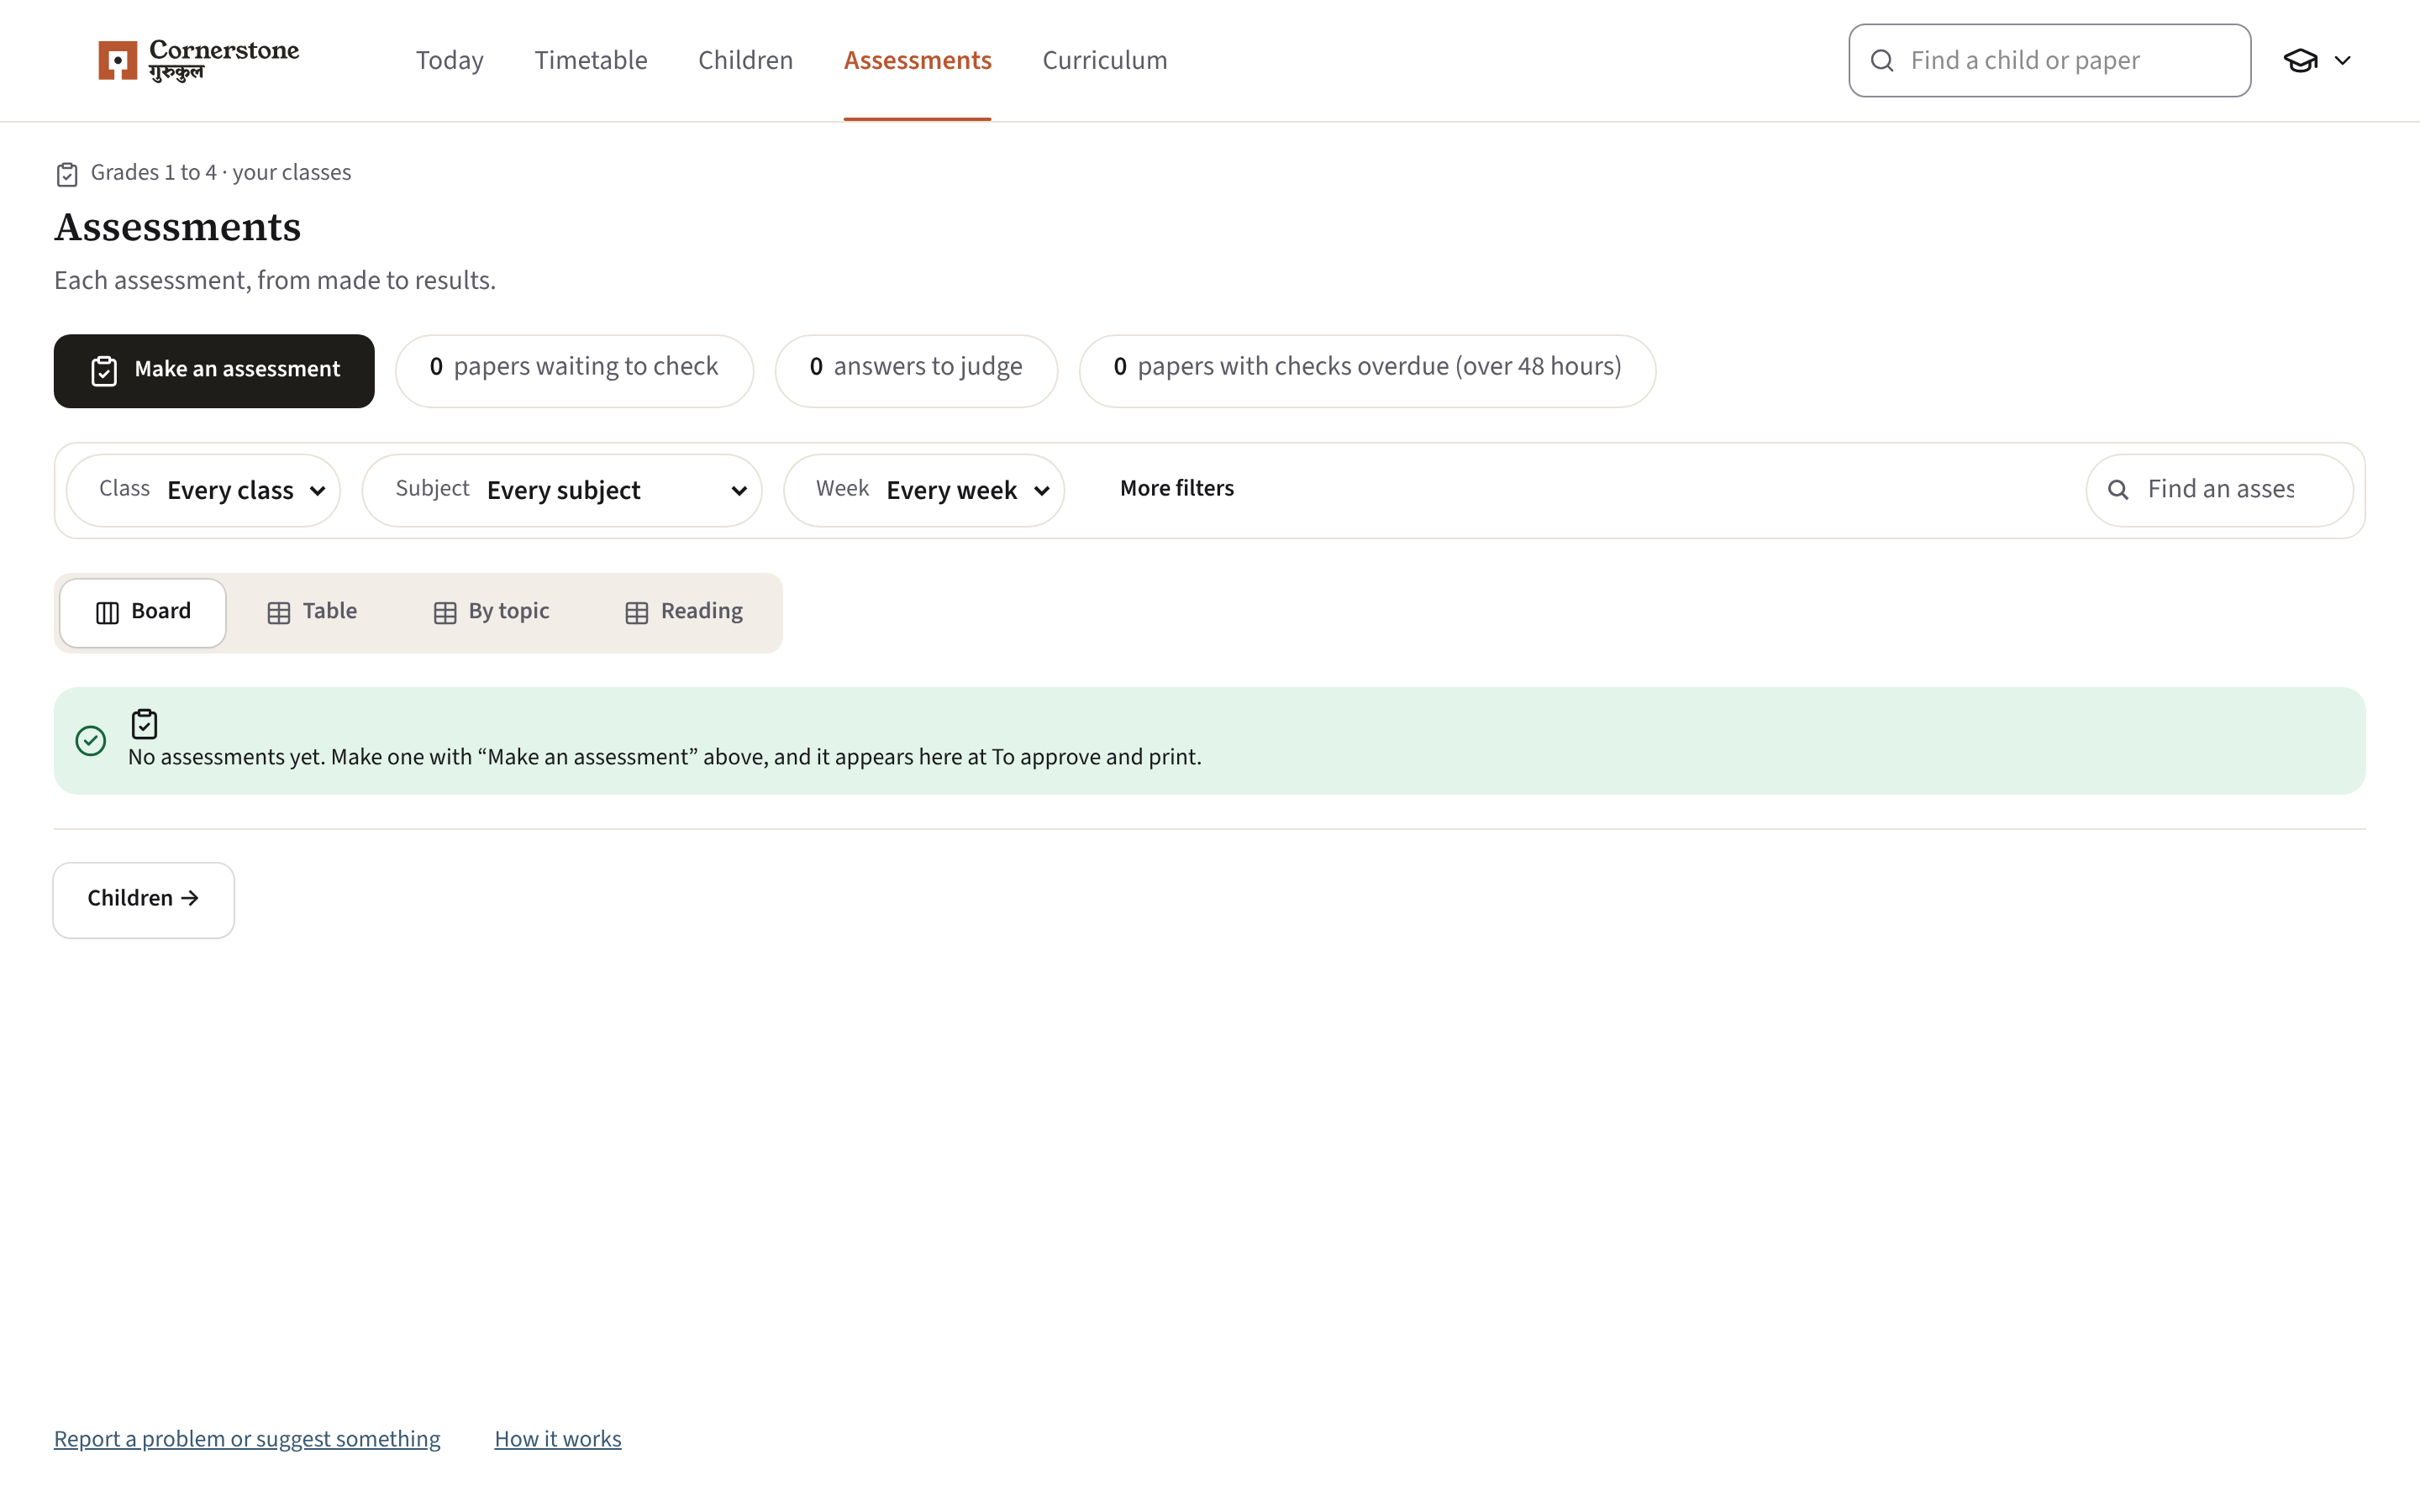 Cornerstone
गुरुकुल
Today
Timetable
Children
Assessments
Curriculum
Find a child or paper
Grades 1 to 4 · your classes
Assessments
Each assessment, from made to results.
Make an assessment
0 papers waiting to check
0 answers to judge
0 papers with checks overdue (over 48 hours)
Class Every class
Subject Every subject
Week Every week
More filters
Find an asses
Board
Table
By topic
Reading
No assessments yet. Make one with “Make an assessment” above, and it appears here at To approve and print.
Children →
Report a problem or suggest something
How it works